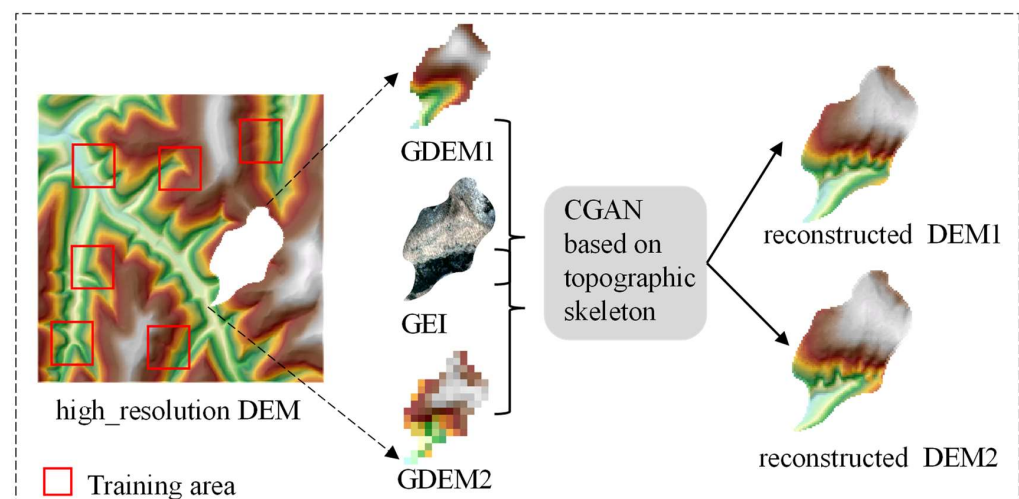 GDEM1
CGAN
based on
topographic
skeleton
reconstructed DEM1
GEI
high_resolution DEM
reconstructed DEM2
GDEM2
Training area